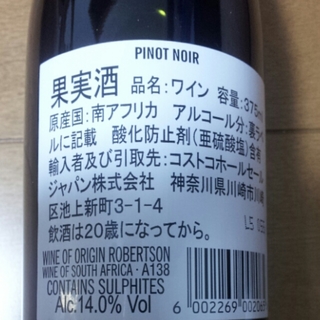 PINOT NOIR
果実酒 品名:ワイン 容量:375m
原産国:南アフリカ アルコール分:裏ラベ
ルに記載 酸化防止剤(亜硫酸塩)含有
輸入者及び引取先:コストコホールセール
ジャパン株式会社 神奈川県川崎市川崎
区池上新町3-1-4
飲酒は20歳になってから。
WINE OF ORIGIN ROBERTSON
WINE OF SOUTH AFRICA · A138
CONTAINS SULPHITES
Alc.14.0% Vol